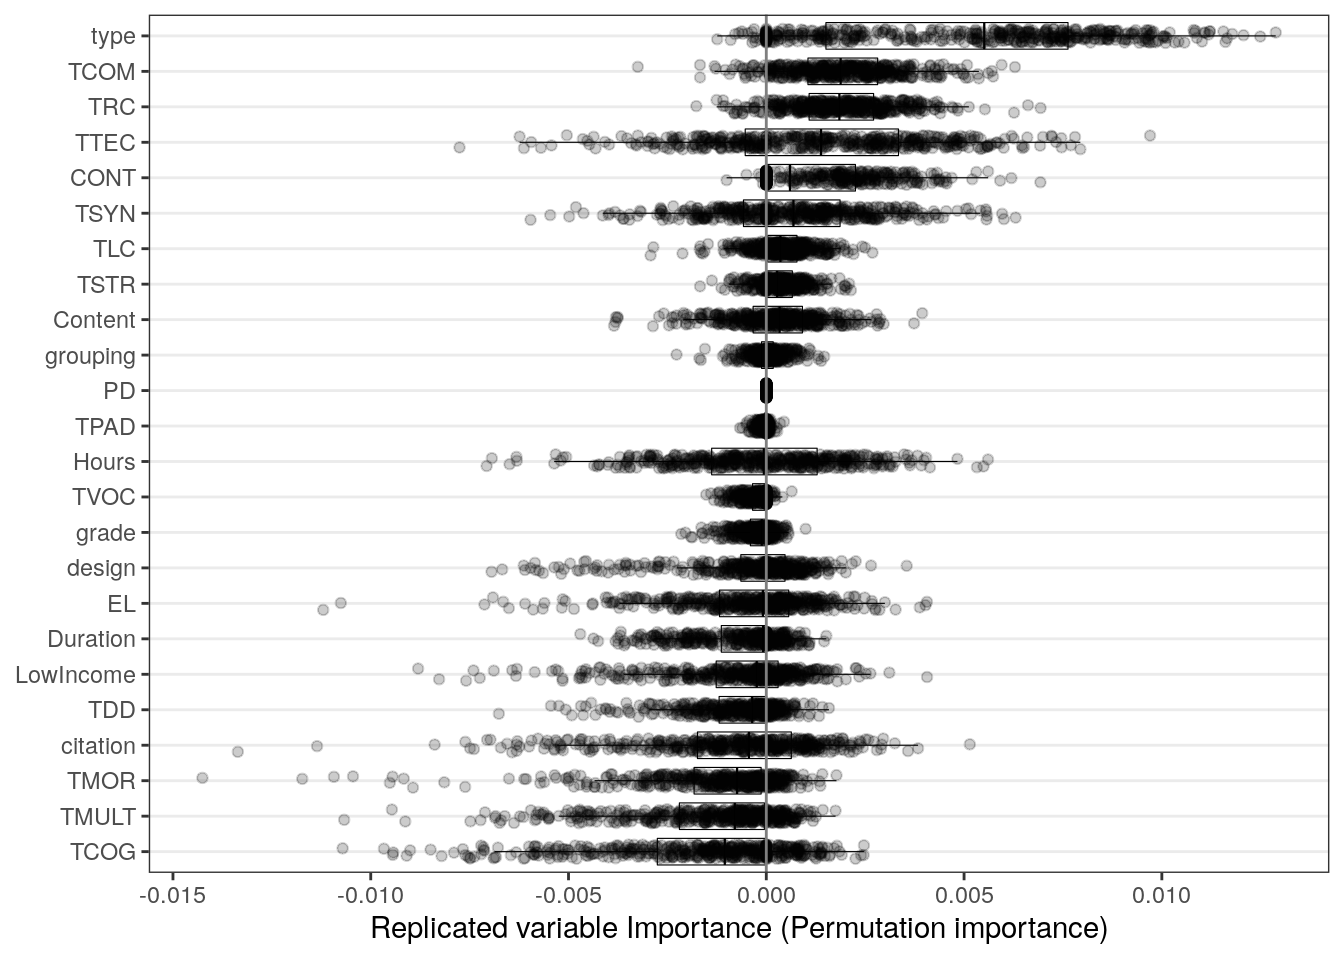 type
TCOM
TRC
TTEC
CONT
TSYN
TLC
TSTR
Content
grouping
PD
TPAD
Hours
TVOC
grade
design
EL
Duration
LowIncome
TDD
citation
TMOR
TMULT
TCOG
-0.015 -0.010 -0.005 0.000 0.005 0.010
Replicated variable Importance (Permutation importance)